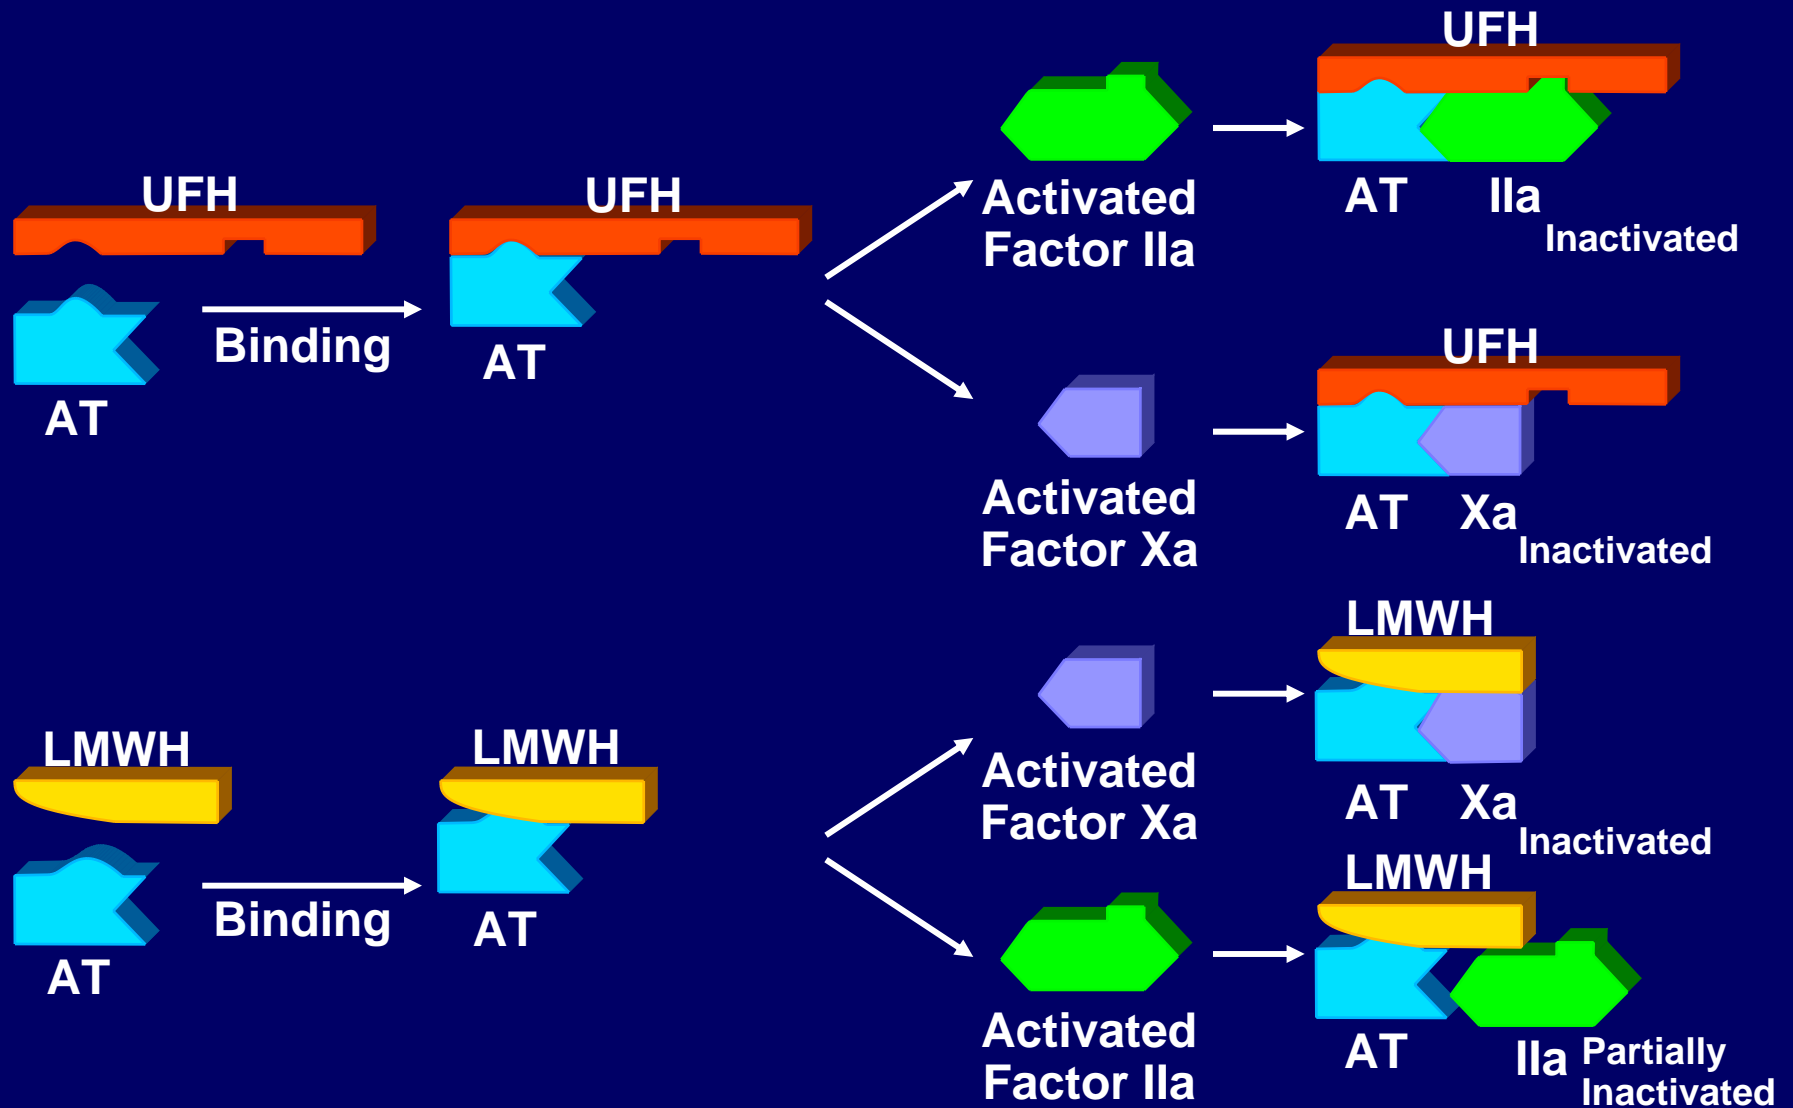 UFH
AT
Binding
UFH
AT
Activated
Factor IIa
UFH
AT IIa
Inactivated
Activated
Factor Xa
UFH
AT Xa
Inactivated
LMWH
AT
Binding
LMWH
AT
Activated
Factor Xa
LMWH
AT Xa
Inactivated
Activated
Factor IIa
LMWH
AT IIa Partially
Inactivated